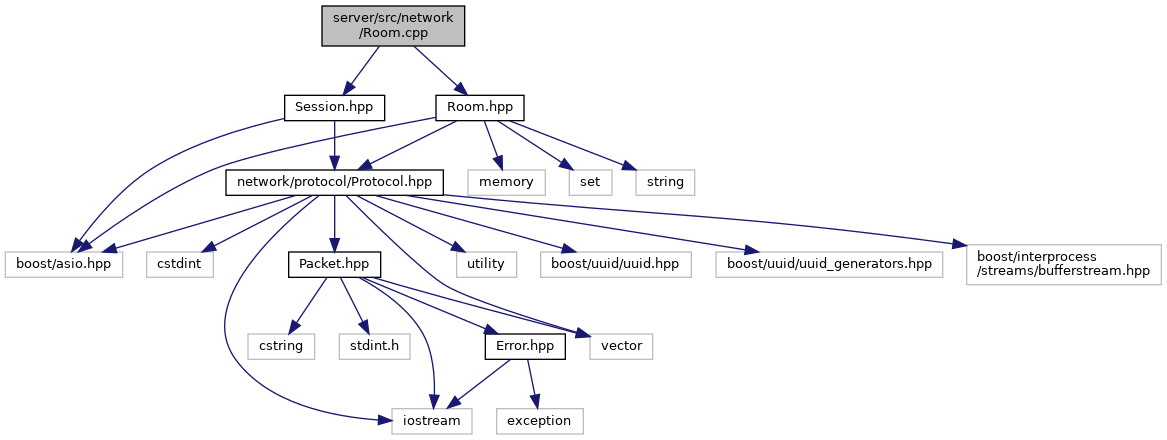 server/src/network
/Room.cpp
Session.hpp
Room.hpp
network/protocol/Protocol.hpp
memory
set
string
boost/asio.hpp
cstdint
Packet.hpp
utility
boost/uuid/uuid.hpp
boost/uuid/uuid_generators.hpp
boost/interprocess
/streams/bufferstream.hpp
cstring
stdint.h
Error.hpp
vector
iostream
exception